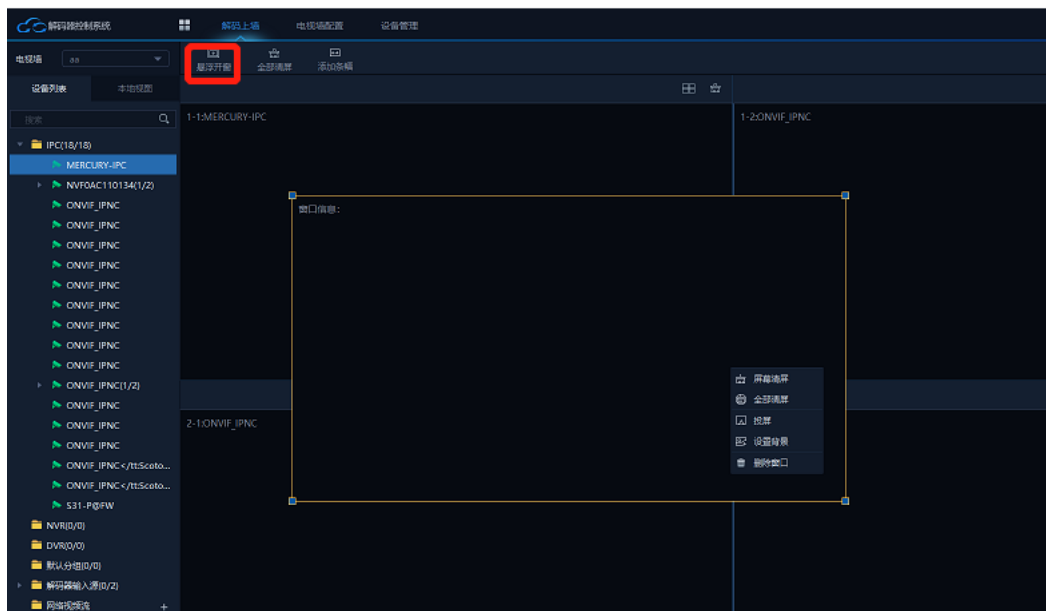 解码器控制系统 解码上墙 电视墙配置 设备管理
电视墙 aa
悬浮开窗 全部清屏 添加条幅
设备列表 本地视图
搜索
1-1:MERCURY-IPC 1-2:ONVIF_IPNC
IPC(18/18)
MERCURY-IPC
NVF0AC110134(1/2)
ONVIF_IPNC
窗口信息:
ONVIF_IPNC
ONVIF_IPNC
ONVIF_IPNC
ONVIF_IPNC
ONVIF_IPNC
ONVIF_IPNC
ONVIF_IPNC
ONVIF_IPNC
屏幕清屏
ONVIF_IPNC(1/2)
全部清屏
ONVIF_IPNC
投屏
ONVIF_IPNC
2-1:ONVIF_IPNC
设置背景
ONVIF_IPNC
删除窗口
ONVIF_IPNC</tt:Scoto...
ONVIF_IPNC</tt:Scoto...
S31-P@FW
NVR(0/0)
DVR(0/0)
默认分组(0/0)
解码器输入源(0/2)
网络视频流 +